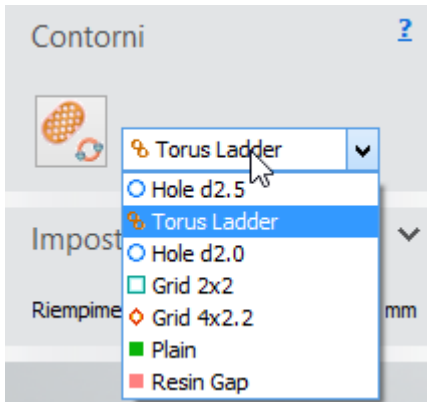 Contorni ?
Torus Ladder
Hole d2.5
Torus Ladder
Impost
Hole d2.0
Grid 2x2
Riempime mm
Grid 4x2.2
Plain
Resin Gap